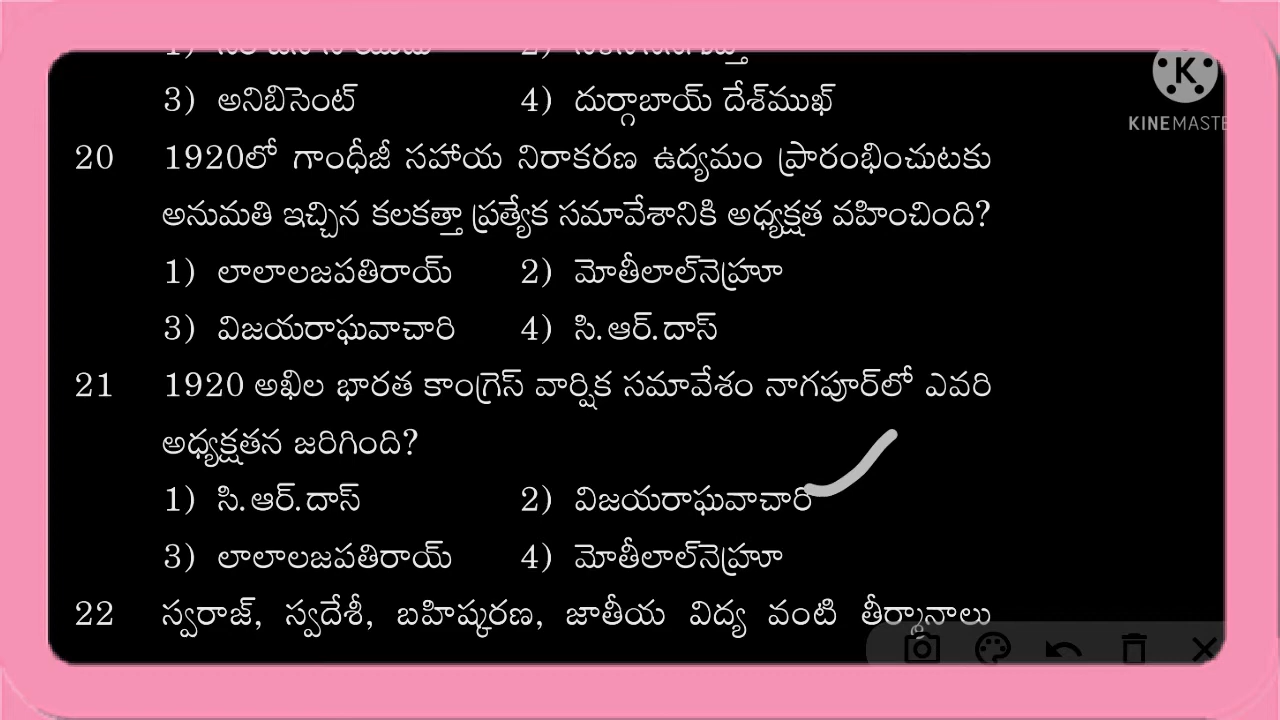 3) అనిబిసెంట్ 4) దుర్గాబాయ్ దేశ్‌ముఖ్
KINEMASTE
20 1920లో గాంధీజీ సహాయ నిరాకరణ ఉద్యమం ప్రారంభించుటకు
అనుమతి ఇచ్చిన కలకత్తా ప్రత్యేక సమావేశానికి అధ్యక్షత వహించింది?
1) లాలాలజపతిరాయ్ 2) మోతీలాల్‌నెహ్రూ
3) విజయరాఘవాచారి 4) సి.ఆర్.దాస్
21 1920 అఖిల భారత కాంగ్రెస్ వార్షిక సమావేశం నాగపూర్‌లో ఎవరి
అధ్యక్షతన జరిగింది?
1) సి.ఆర్.దాస్ 2) విజయరాఘవాచారి
3) లాలాలజపతిరాయ్ 4) మోతీలాల్‌నెహ్రూ
22 స్వరాజ్, స్వదేశీ, బహిష్కరణ, జాతీయ విద్య వంటి తీర్మానాలు